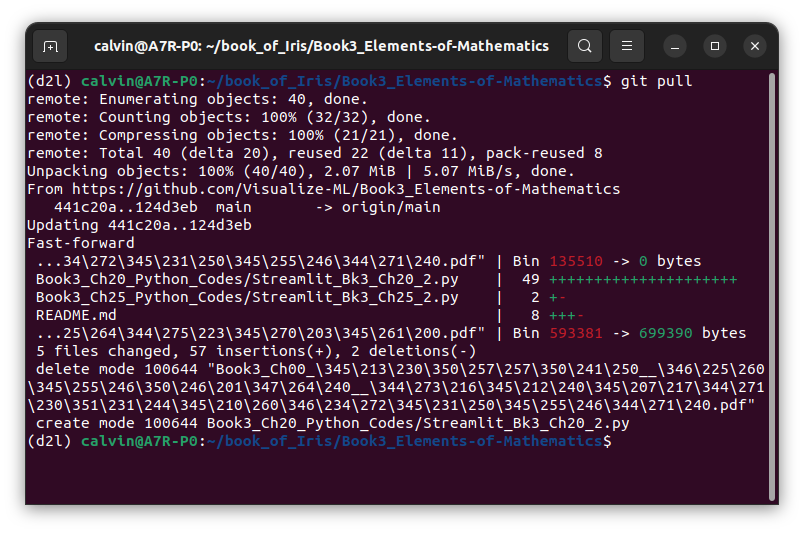 calvin@A7R-P0: ~/book_of_Iris/Book3_Elements-of-Mathematics
(d2l) calvin@A7R-P0:~/book_of_Iris/Book3_Elements-of-Mathematics$ git pull
remote: Enumerating objects: 40, done.
remote: Counting objects: 100% (32/32), done.
remote: Compressing objects: 100% (21/21), done.
remote: Total 40 (delta 20), reused 22 (delta 11), pack-reused 8
Unpacking objects: 100% (40/40), 2.07 MiB | 5.07 MiB/s, done.
From https://github.com/Visualize-ML/Book3_Elements-of-Mathematics
   441c20a..124d3eb  main       -> origin/main
Updating 441c20a..124d3eb
Fast-forward
 ...34\272\345\231\250\345\255\246\344\271\240.pdf" | Bin 135510 -> 0 bytes
 Book3_Ch20_Python_Codes/Streamlit_Bk3_Ch20_2.py    |  49 +++++++++++++++++++++
 Book3_Ch25_Python_Codes/Streamlit_Bk3_Ch25_2.py    |   2 +-
 README.md                                          |   8 +++-
 ...25\264\344\275\223\345\270\203\345\261\200.pdf" | Bin 593381 -> 699390 bytes
 5 files changed, 57 insertions(+), 2 deletions(-)
 delete mode 100644 "Book3_Ch00_\345\213\230\350\257\257\350\241\250__\346\225\260
\345\255\246\350\246\201\347\264\240__\344\273\216\345\212\240\345\207\217\344\271
\230\351\231\244\345\210\260\346\234\272\345\231\250\345\255\246\344\271\240.pdf"
 create mode 100644 Book3_Ch20_Python_Codes/Streamlit_Bk3_Ch20_2.py
(d2l) calvin@A7R-P0:~/book_of_Iris/Book3_Elements-of-Mathematics$